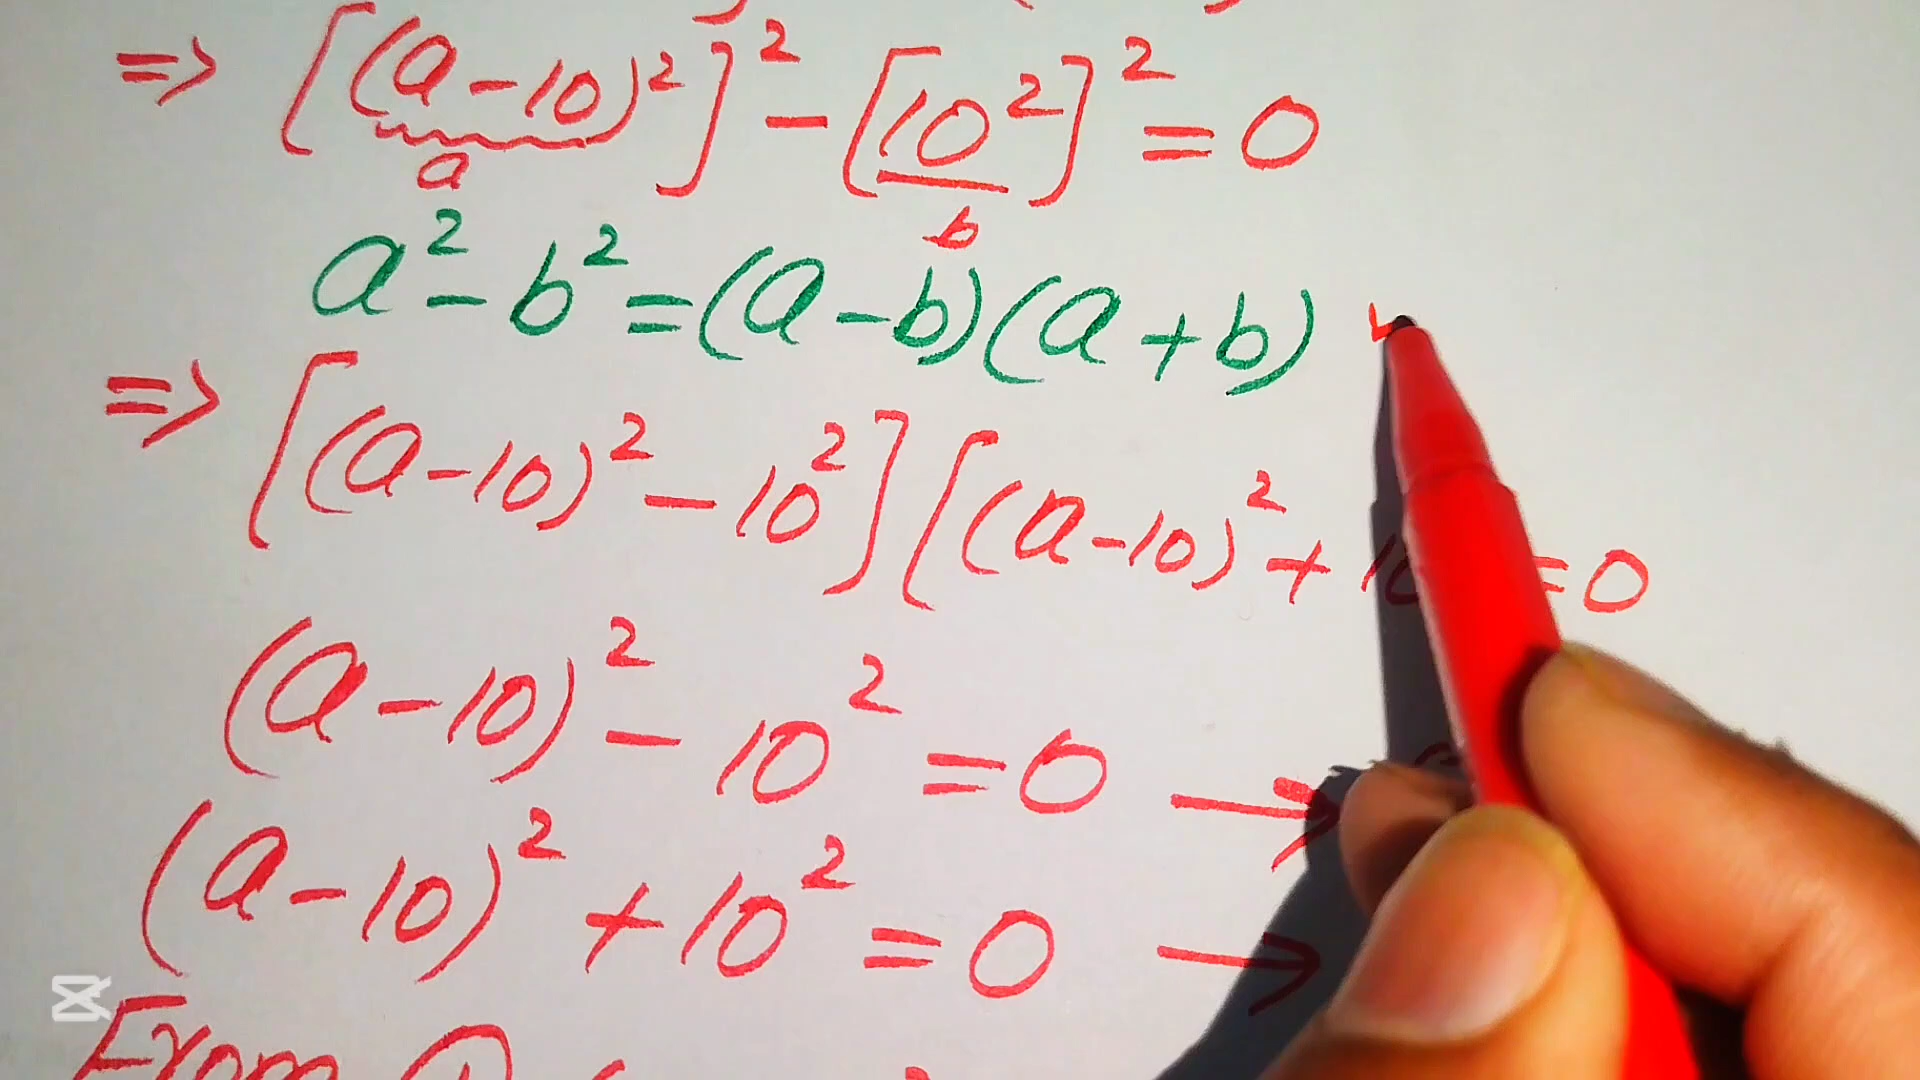 => [(a-10)²]² - [10²]² = 0
a b
a² - b² = (a-b)(a+b)
=> [(a-10)² - 10²][(a-10)² + 10 = 0
(a-10)² - 10² = 0 →
(a-10)² + 10² = 0 →
From